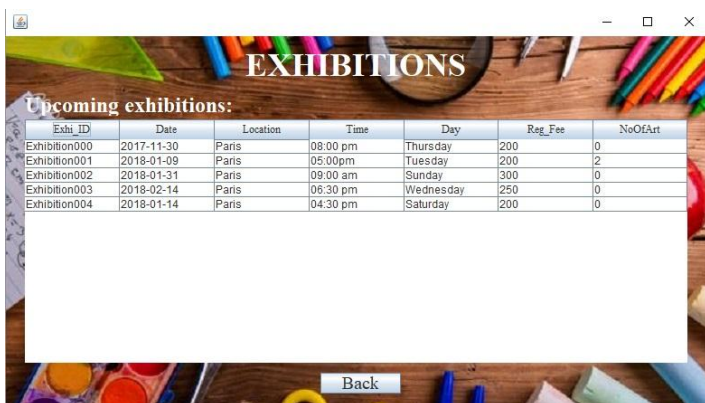 EXHIBITIONS
Upcoming exhibitions:
Exhi_ID Date Location Time Day Reg_Fee NoOfArt
Exhibition000 2017-11-30 Paris 08:00 pm Thursday 200 0
Exhibition001 2018-01-09 Paris 05:00pm Tuesday 200 2
Exhibition002 2018-01-31 Paris 09:00 am Sunday 300 0
Exhibition003 2018-02-14 Paris 06:30 pm Wednesday 250 0
Exhibition004 2018-01-14 Paris 04:30 pm Saturday 200 0
Back